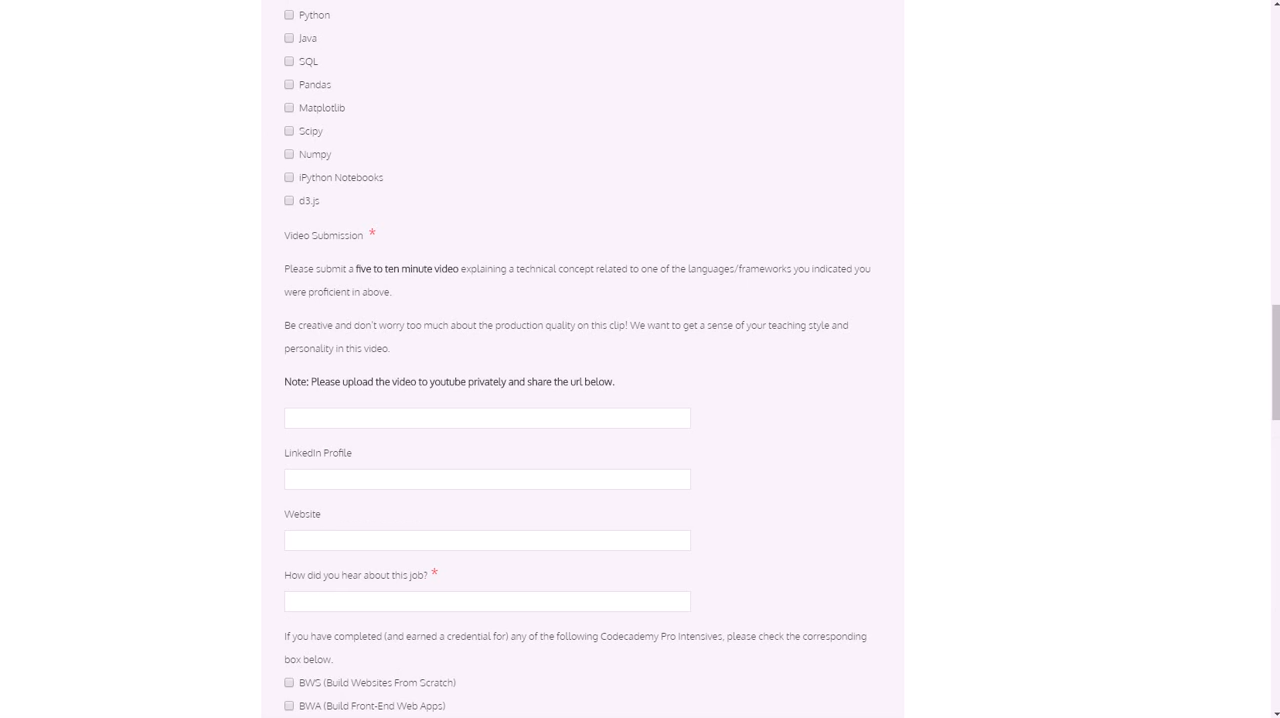 Python
Java
SQL
Pandas
Matplotlib
Scipy
Numpy
iPython Notebooks
d3.js
Video Submission *
Please submit a five to ten minute video explaining a technical concept related to one of the languages/frameworks you indicated you
were proficient in above.
Be creative and don't worry too much about the production quality on this clip! We want to get a sense of your teaching style and
personality in this video.
Note: Please upload the video to youtube privately and share the url below.
LinkedIn Profile
Website
How did you hear about this job? *
If you have completed (and earned a credential for) any of the following Codecademy Pro Intensives, please check the corresponding
box below.
BWS (Build Websites From Scratch)
BWA (Build Front-End Web Apps)